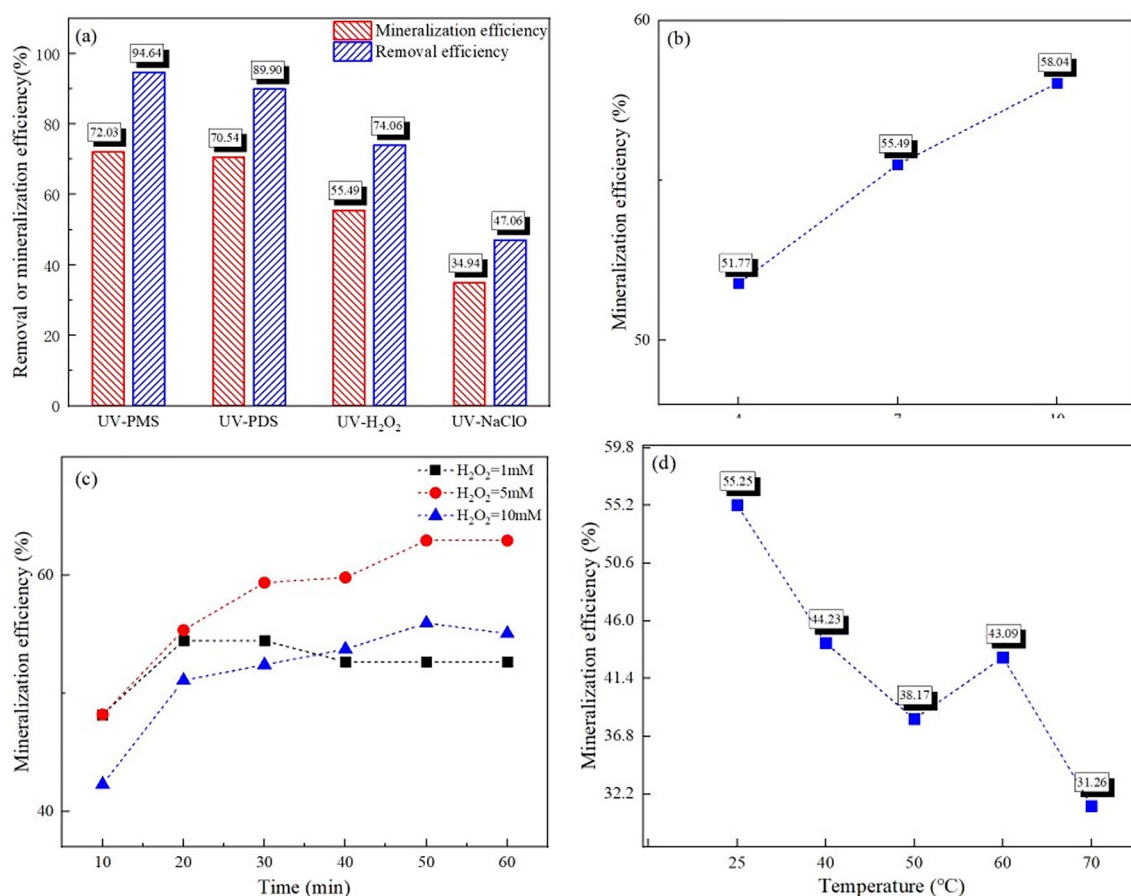 (a)
Mineralization efficiency
Removal efficiency
Removal or mineralization efficiency(%)
100
80
60
40
20
0
94.64
72.03
89.90
70.54
74.06
55.49
47.06
34.94
UV-PMS UV-PDS UV-H₂O₂ UV-NaClO
(b)
Mineralization efficiency (%)
60
50
58.04
55.49
51.77
4 7 10
(c)
H₂O₂=1mM
H₂O₂=5mM
H₂O₂=10mM
Mineralization efficiency (%)
60
40
10 20 30 40 50 60
Time (min)
(d)
Mineralization efficiency (%)
59.8
55.2
50.6
46.0
41.4
36.8
32.2
55.25
44.23
38.17
43.09
31.26
25 40 50 60 70
Temperature (°C)